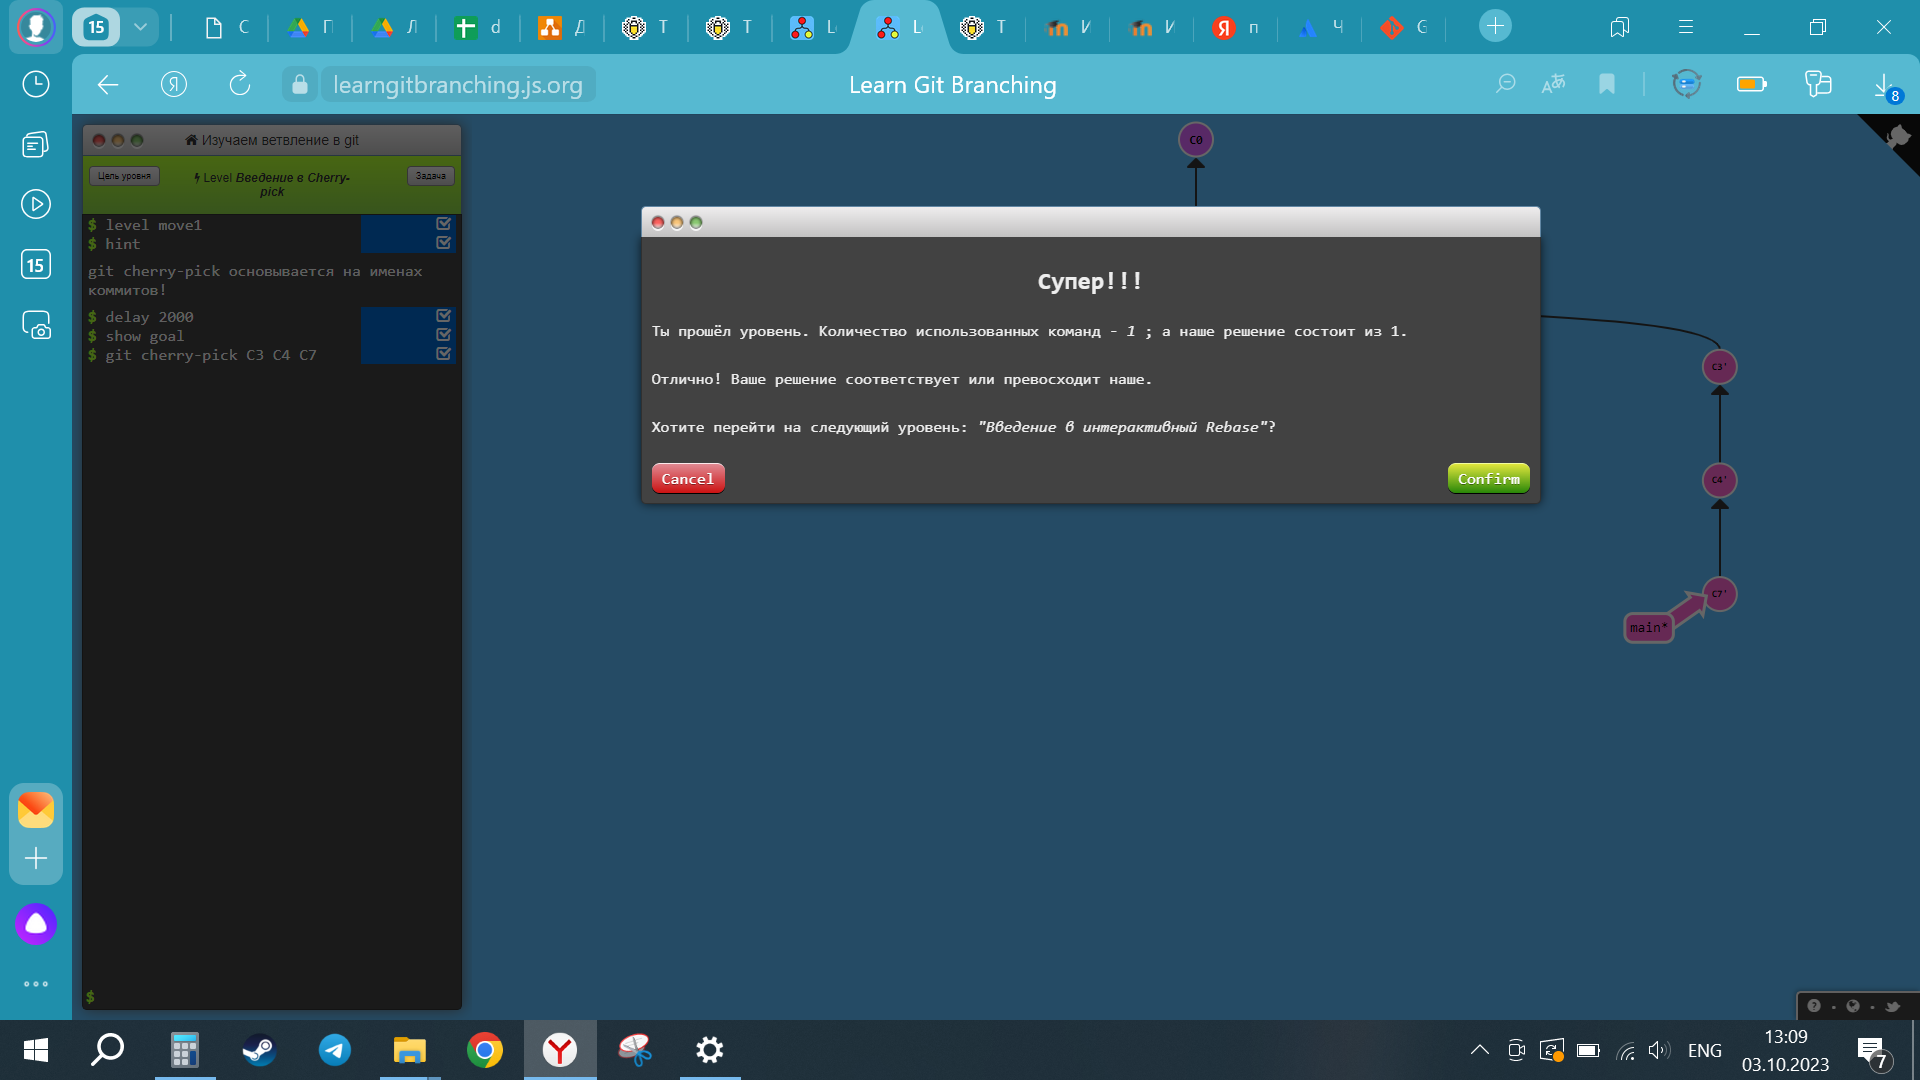 15
С
П
Л
d
Д
Т
Т
L
L
Т
И
И
Я
п
Ч
G
Я
learngitbranching.js.org
Learn Git Branching
8
15
Изучаем ветвление в git
Цель уровня
Level Введение в Cherry-
pick
Задача
$ level move1
$ hint
git cherry-pick основывается на именах
коммитов!
$ delay 2000
$ show goal
$ git cherry-pick C3 C4 C7
$
C0
Супер!!!
Ты прошёл уровень. Количество использованных команд - 1 ; а наше решение состоит из 1.
Отлично! Ваше решение соответствует или превосходит наше.
Хотите перейти на следующий уровень: "Введение в интерактивный Rebase"?
Cancel
Confirm
C3'
C4'
C7'
main*
ENG
13:09
03.10.2023
7